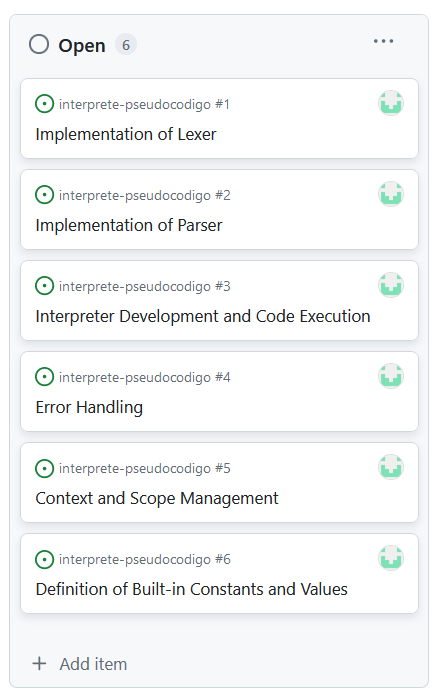 Open 6
interprete-pseudocodigo #1
Implementation of Lexer
interprete-pseudocodigo #2
Implementation of Parser
interprete-pseudocodigo #3
Interpreter Development and Code Execution
interprete-pseudocodigo #4
Error Handling
interprete-pseudocodigo #5
Context and Scope Management
interprete-pseudocodigo #6
Definition of Built-in Constants and Values
Add item